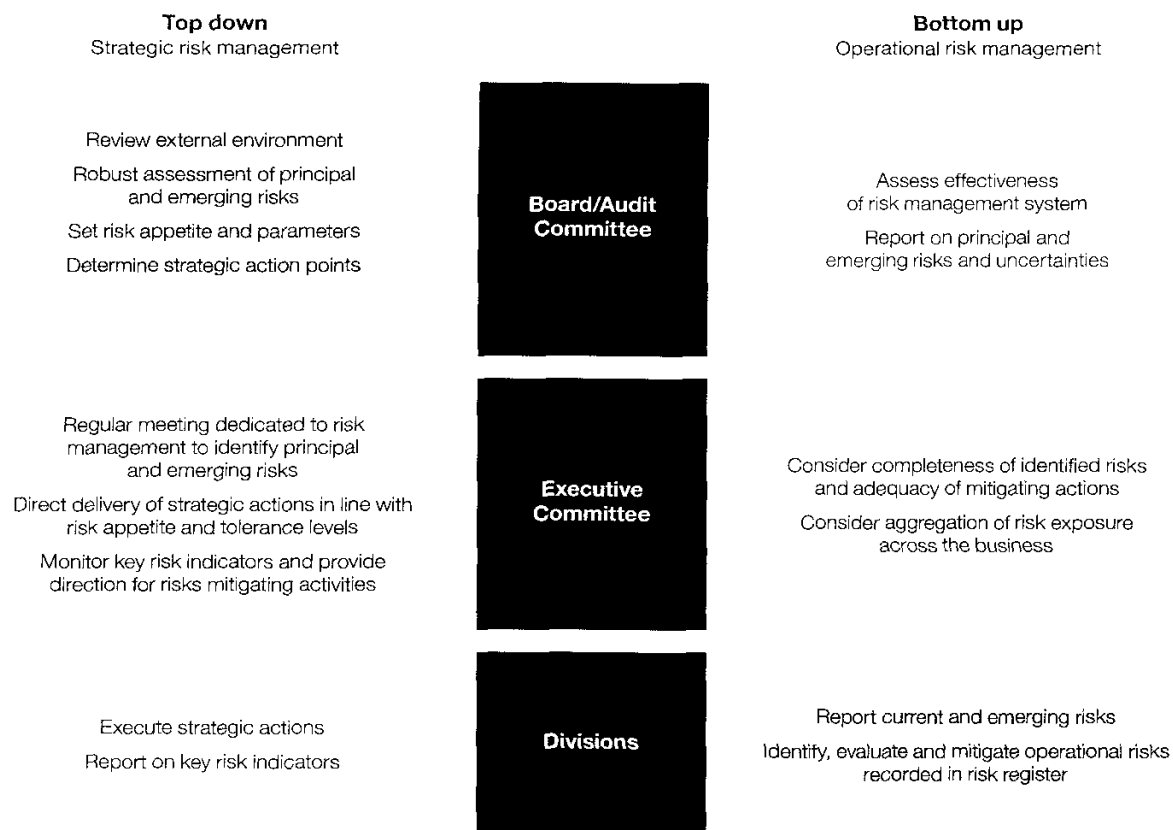 Top down
Strategic risk management
Bottom up
Operational risk management
Review external environment
Robust assessment of principal
and emerging risks
Set risk appetite and parameters
Determine strategic action points
Board/Audit
Committee
Assess effectiveness
of risk management system
Report on principal and
emerging risks and uncertainties
Regular meeting dedicated to risk
management to identify principal
and emerging risks
Direct delivery of strategic actions in line with
risk appetite and tolerance levels
Monitor key risk indicators and provide
direction for risks mitigating activities
Executive
Committee
Consider completeness of identified risks
and adequacy of mitigating actions
Consider aggregation of risk exposure
across the business
Execute strategic actions
Report on key risk indicators
Divisions
Report current and emerging risks
Identify, evaluate and mitigate operational risks
recorded in risk register